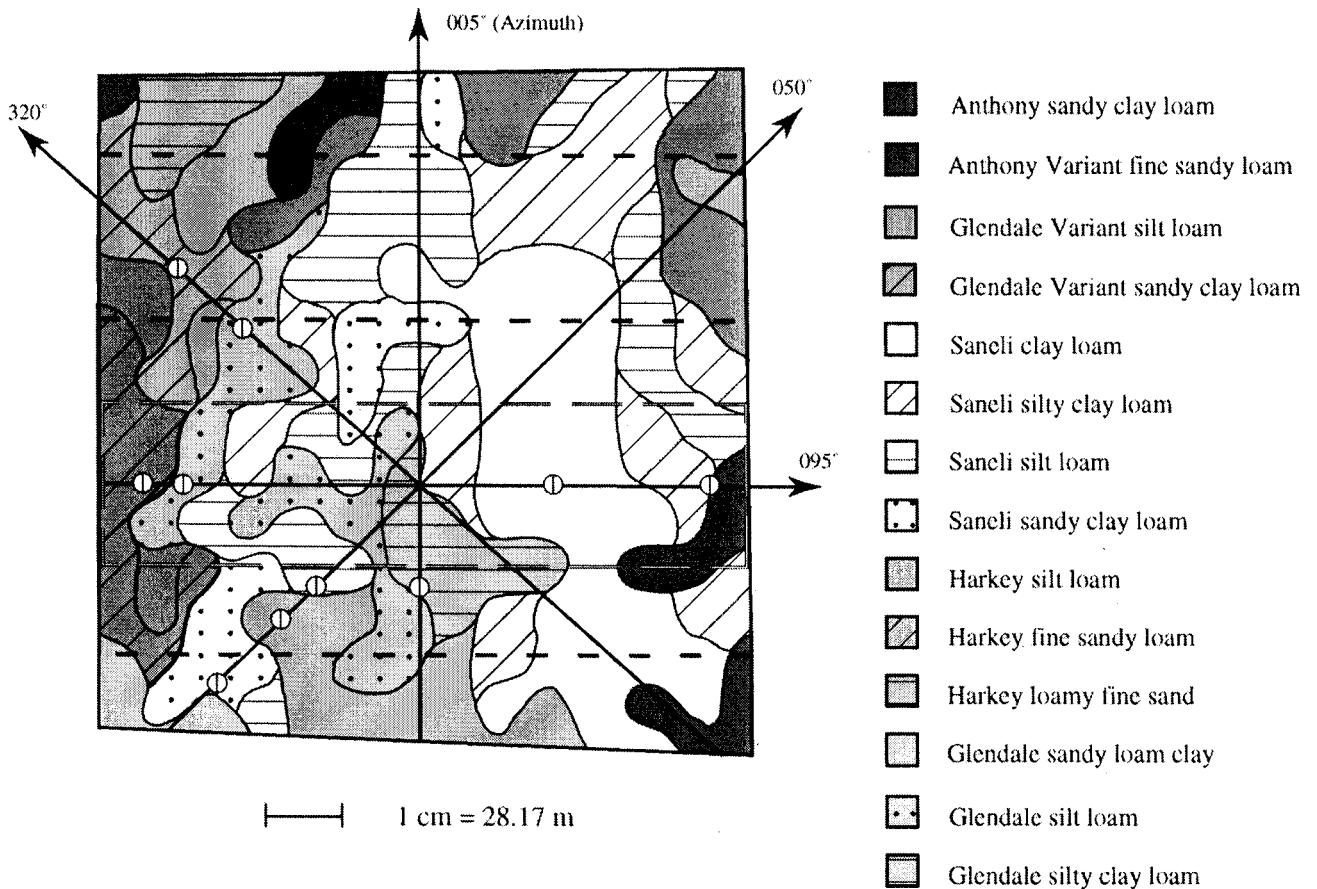 005° (Azimuth)
050°
320°
095°
1 cm = 28.17 m
Anthony sandy clay loam
Anthony Variant fine sandy loam
Glendale Variant silt loam
Glendale Variant sandy clay loam
Saneli clay loam
Saneli silty clay loam
Saneli silt loam
Saneli sandy clay loam
Harkey silt loam
Harkey fine sandy loam
Harkey loamy fine sand
Glendale sandy loam clay
Glendale silt loam
Glendale silty clay loam